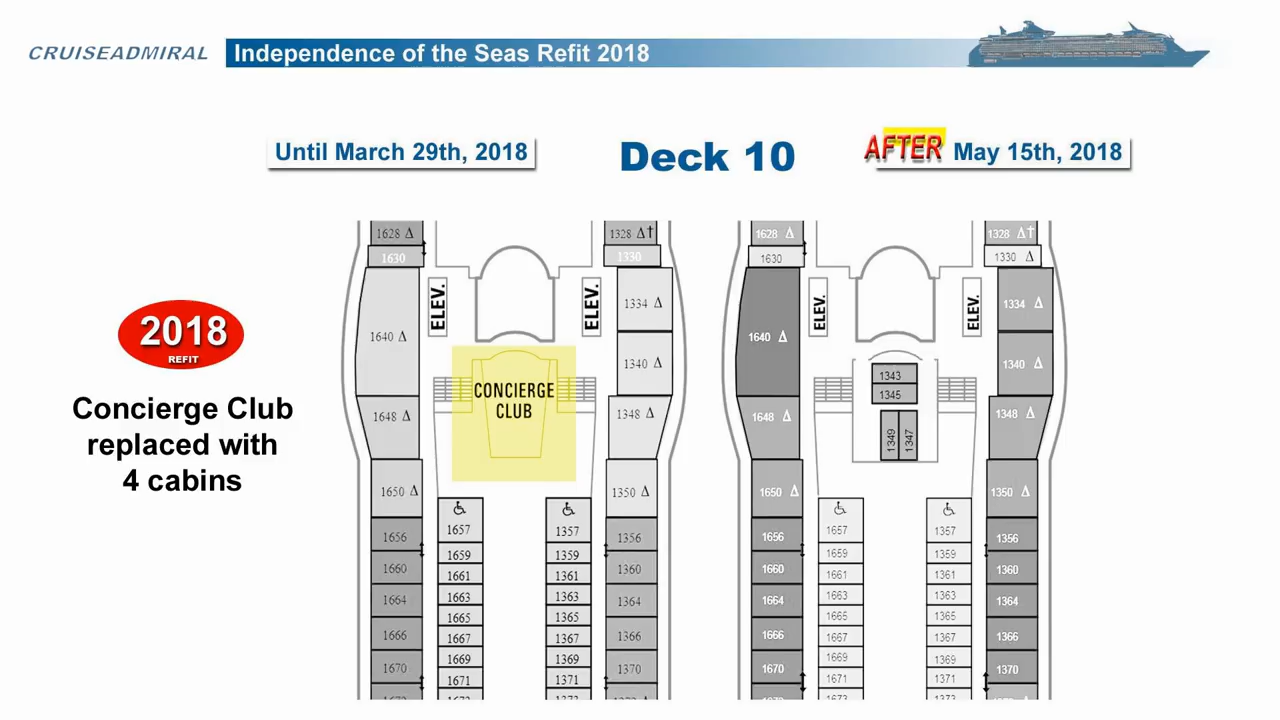 CRUISEADMIRAL
Independence of the Seas Refit 2018
Until March 29th, 2018
Deck 10
AFTER May 15th, 2018
2018
REFIT
Concierge Club
replaced with
4 cabins
1628 Δ
1630
1640 Δ
1648 Δ
1650 Δ
1656
1660
1664
1666
1670
ELEV.
ELEV.
CONCIERGE
CLUB
1657
1659
1661
1663
1665
1667
1669
1671
1357
1359
1361
1363
1365
1367
1369
1371
1328 Δ†
1330
1334 Δ
1340 Δ
1348 Δ
1350 Δ
1356
1360
1364
1366
1370
1628 Δ
1630
1640 Δ
1648 Δ
1650 Δ
1656
1660
1664
1666
1670
ELEV.
ELEV.
1343
1345
1349
1347
1657
1659
1661
1663
1665
1667
1669
1671
1673
1357
1359
1361
1363
1365
1367
1369
1371
1328 Δ†
1330 Δ
1334 Δ
1340 Δ
1348 Δ
1350 Δ
1356
1360
1364
1366
1370